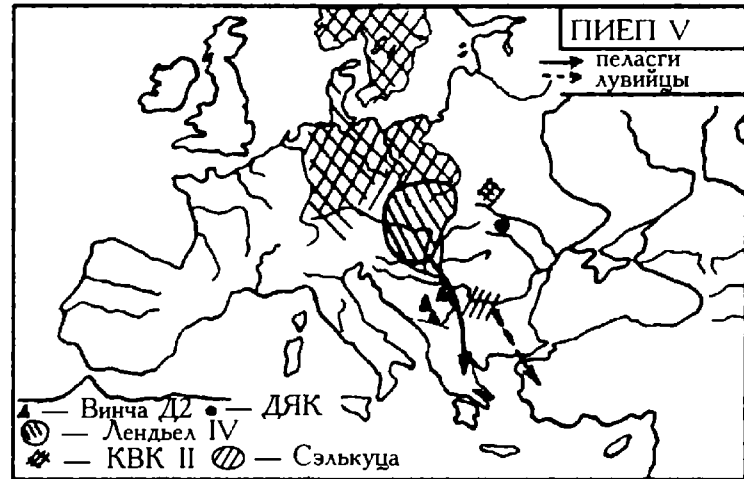 ПИЕП V
пеласги
лувийцы
— Винча Д2 — ДЯК
— Лендьел IV
— КВК II — Сэлькуца